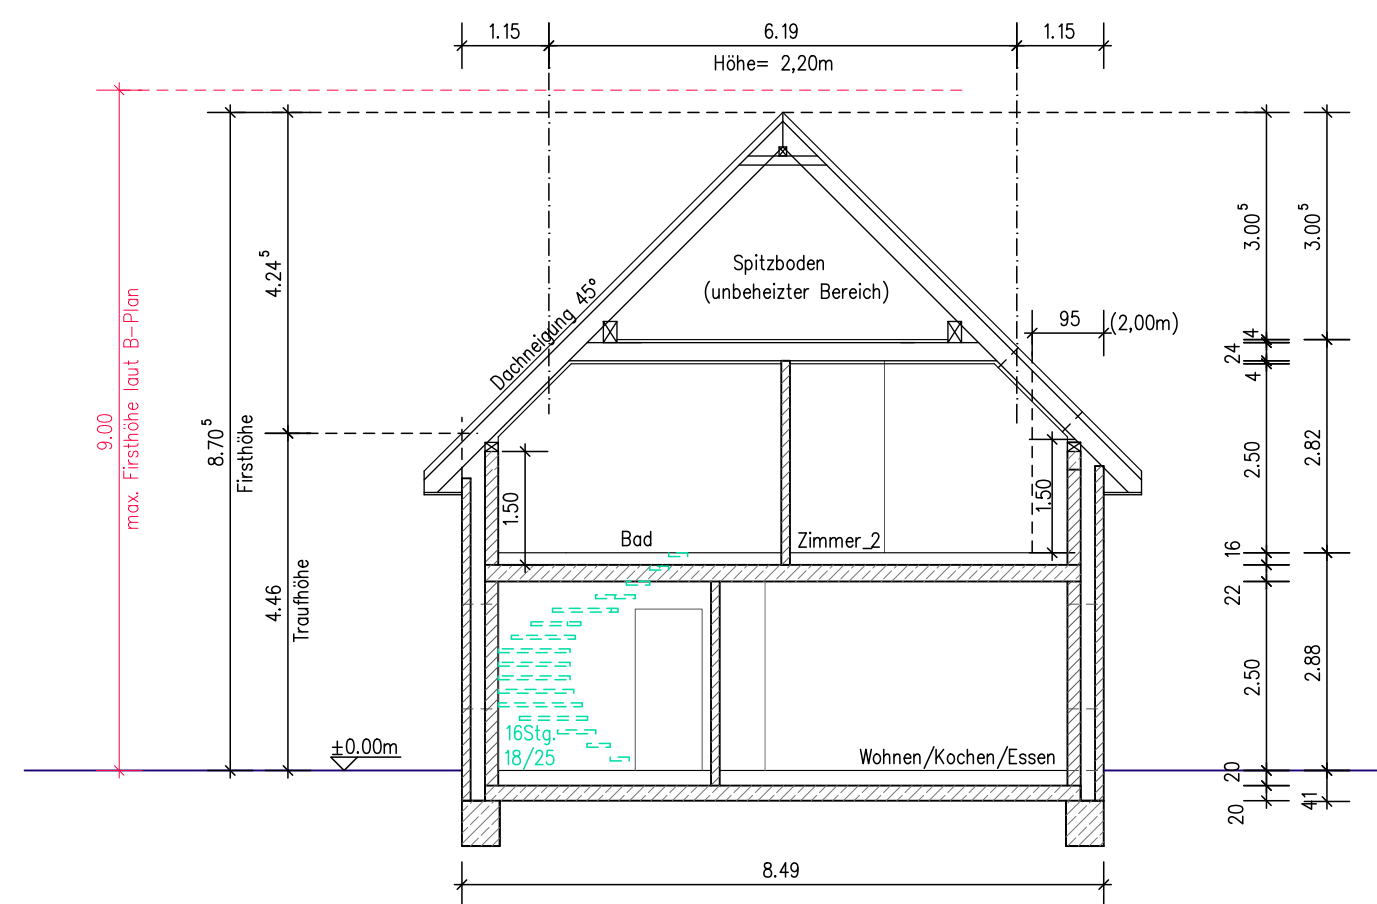 1.15
6.19
1.15
Höhe= 2,20m
Spitzboden
(unbeheizter Bereich)
Dachneigung 45°
95
(2,00m)
9.00
max. Firsthöhe laut B-Plan
8.70⁵
Firsthöhe
4.24⁵
4.46
Traufhöhe
±0.00m
1.50
1.50
Bad
Zimmer_2
16Stg.
18/25
Wohnen/Kochen/Essen
3.00⁵
4
24
4
2.50
16
22
2.50
20
20
3.00⁵
2.82
2.88
41
8.49